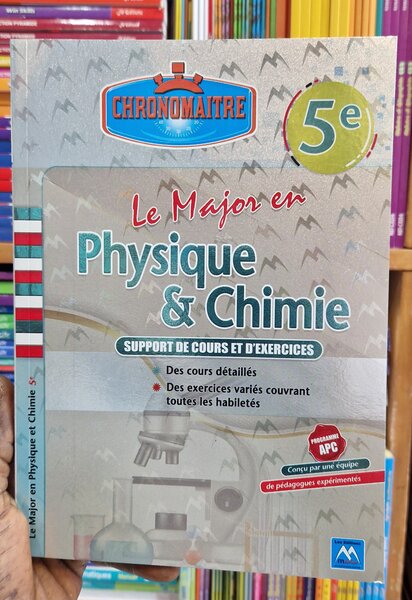 CHRONOMAITRE
5e
Le Major en
Physique
& Chimie
SUPPORT DE COURS ET D'EXERCICES
Des cours détaillés
Des exercices variés couvrant
toutes les habiletés
PROGRAMME
APC
Conçu par une équipe
de pédagogues expérimentés
Les Editions
Le Major en Physique et Chimie 5e